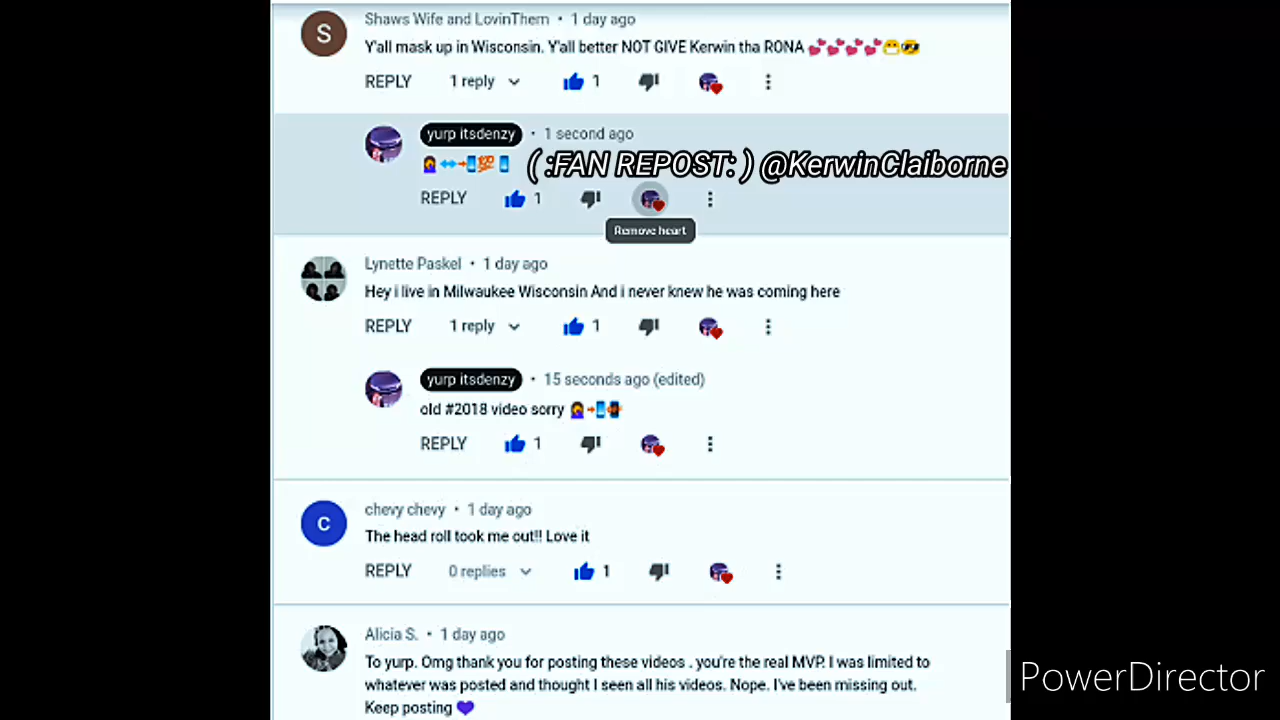 Shaws Wife and LovinThem • 1 day ago
S
Y'all mask up in Wisconsin. Y'all better NOT GIVE Kerwin tha RONA 💕💕💕💕😷🤓
REPLY 1 reply 1
yurp itsdenzy • 1 second ago
🤦‍♀️↔️➡📲💯📱 ( :FAN REPOST: ) @KerwinClaiborne
REPLY 1
Remove heart
Lynette Paskel • 1 day ago
Hey i live in Milwaukee Wisconsin And i never knew he was coming here
REPLY 1 reply 1
yurp itsdenzy • 15 seconds ago (edited)
old #2018 video sorry 🤦‍♀️➡📱📳
REPLY 1
chevy chevy • 1 day ago
C
The head roll took me out!! Love it
REPLY 0 replies 1
Alicia S. • 1 day ago
To yurp. Omg thank you for posting these videos . you're the real MVP. I was limited to
whatever was posted and thought I seen all his videos. Nope. I've been missing out.
Keep posting 💜
PowerDirector